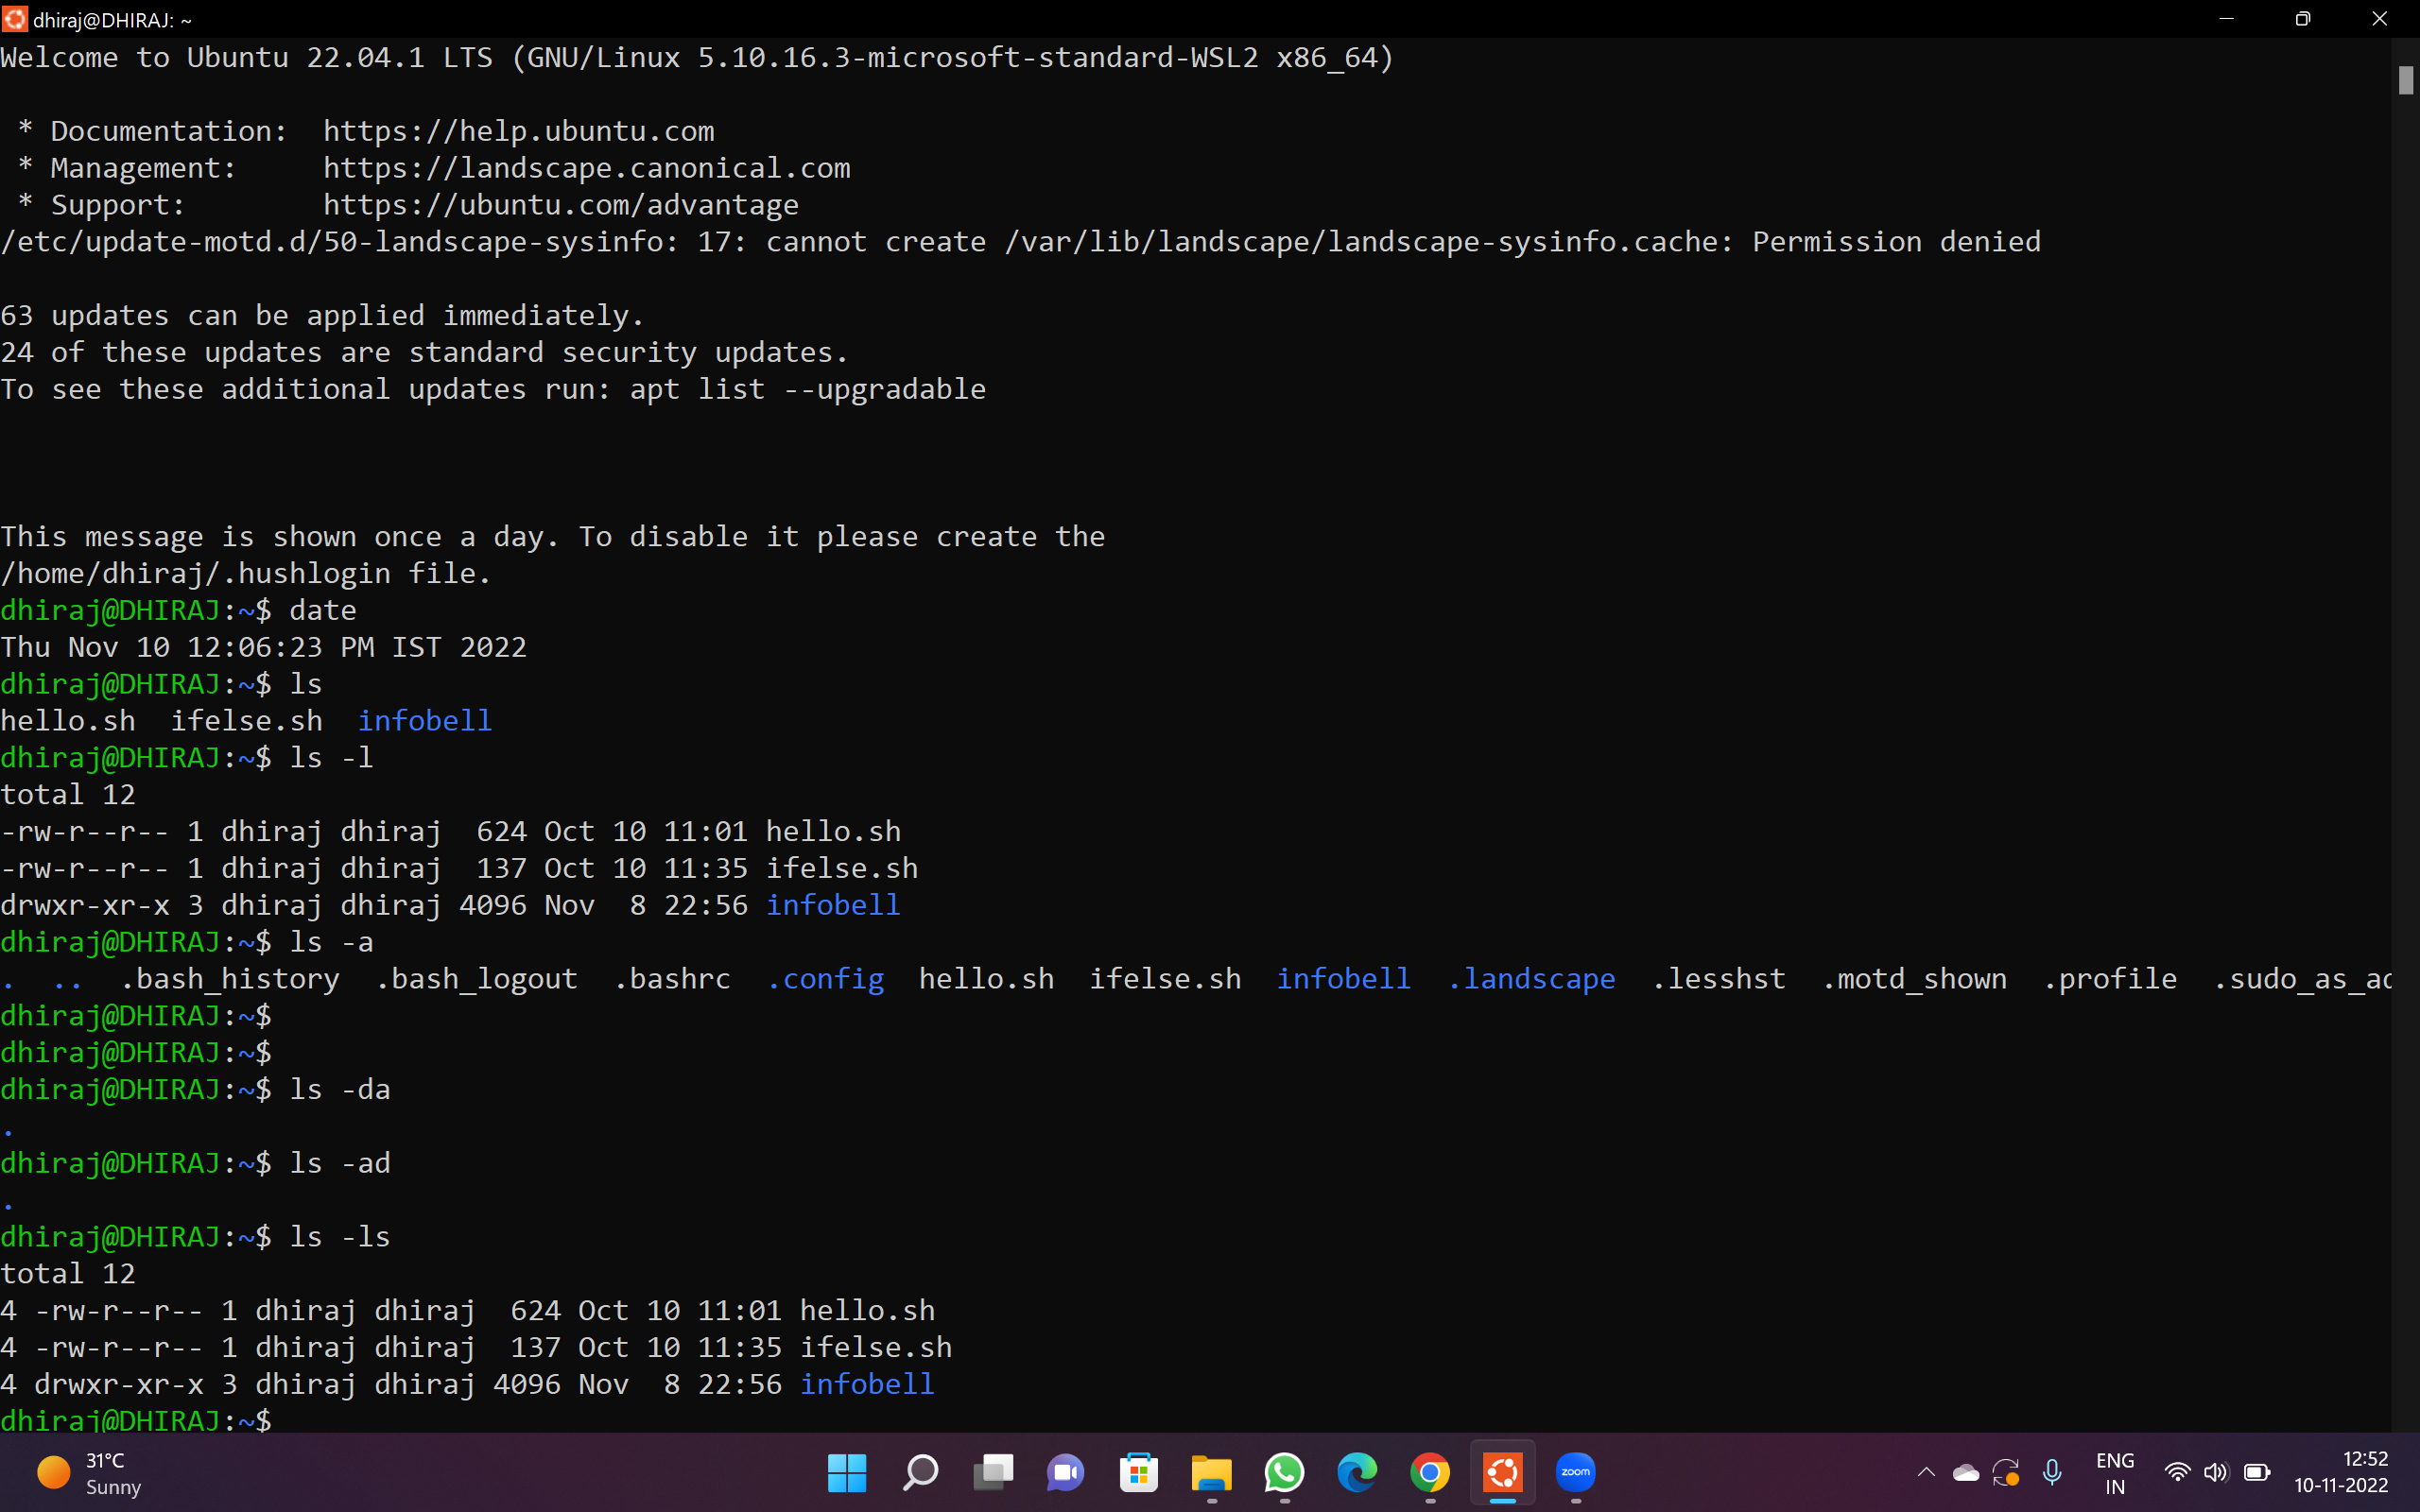 dhiraj@DHIRAJ: ~
Welcome to Ubuntu 22.04.1 LTS (GNU/Linux 5.10.16.3-microsoft-standard-WSL2 x86_64)
* Documentation:  https://help.ubuntu.com
* Management:     https://landscape.canonical.com
* Support:        https://ubuntu.com/advantage
/etc/update-motd.d/50-landscape-sysinfo: 17: cannot create /var/lib/landscape/landscape-sysinfo.cache: Permission denied
63 updates can be applied immediately.
24 of these updates are standard security updates.
To see these additional updates run: apt list --upgradable
This message is shown once a day. To disable it please create the
/home/dhiraj/.hushlogin file.
dhiraj@DHIRAJ:~$ date
Thu Nov 10 12:06:23 PM IST 2022
dhiraj@DHIRAJ:~$ ls
hello.sh  ifelse.sh  infobell
dhiraj@DHIRAJ:~$ ls -l
total 12
-rw-r--r-- 1 dhiraj dhiraj  624 Oct 10 11:01 hello.sh
-rw-r--r-- 1 dhiraj dhiraj  137 Oct 10 11:35 ifelse.sh
drwxr-xr-x 3 dhiraj dhiraj 4096 Nov  8 22:56 infobell
dhiraj@DHIRAJ:~$ ls -a
.  ..  .bash_history  .bash_logout  .bashrc  .config  hello.sh  ifelse.sh  infobell  .landscape  .lesshst  .motd_shown  .profile  .sudo_as_ad
dhiraj@DHIRAJ:~$
dhiraj@DHIRAJ:~$
dhiraj@DHIRAJ:~$ ls -da
.
dhiraj@DHIRAJ:~$ ls -ad
.
dhiraj@DHIRAJ:~$ ls -ls
total 12
4 -rw-r--r-- 1 dhiraj dhiraj  624 Oct 10 11:01 hello.sh
4 -rw-r--r-- 1 dhiraj dhiraj  137 Oct 10 11:35 ifelse.sh
4 drwxr-xr-x 3 dhiraj dhiraj 4096 Nov  8 22:56 infobell
dhiraj@DHIRAJ:~$
31°C
Sunny
zoom
ENG
IN
12:52
10-11-2022